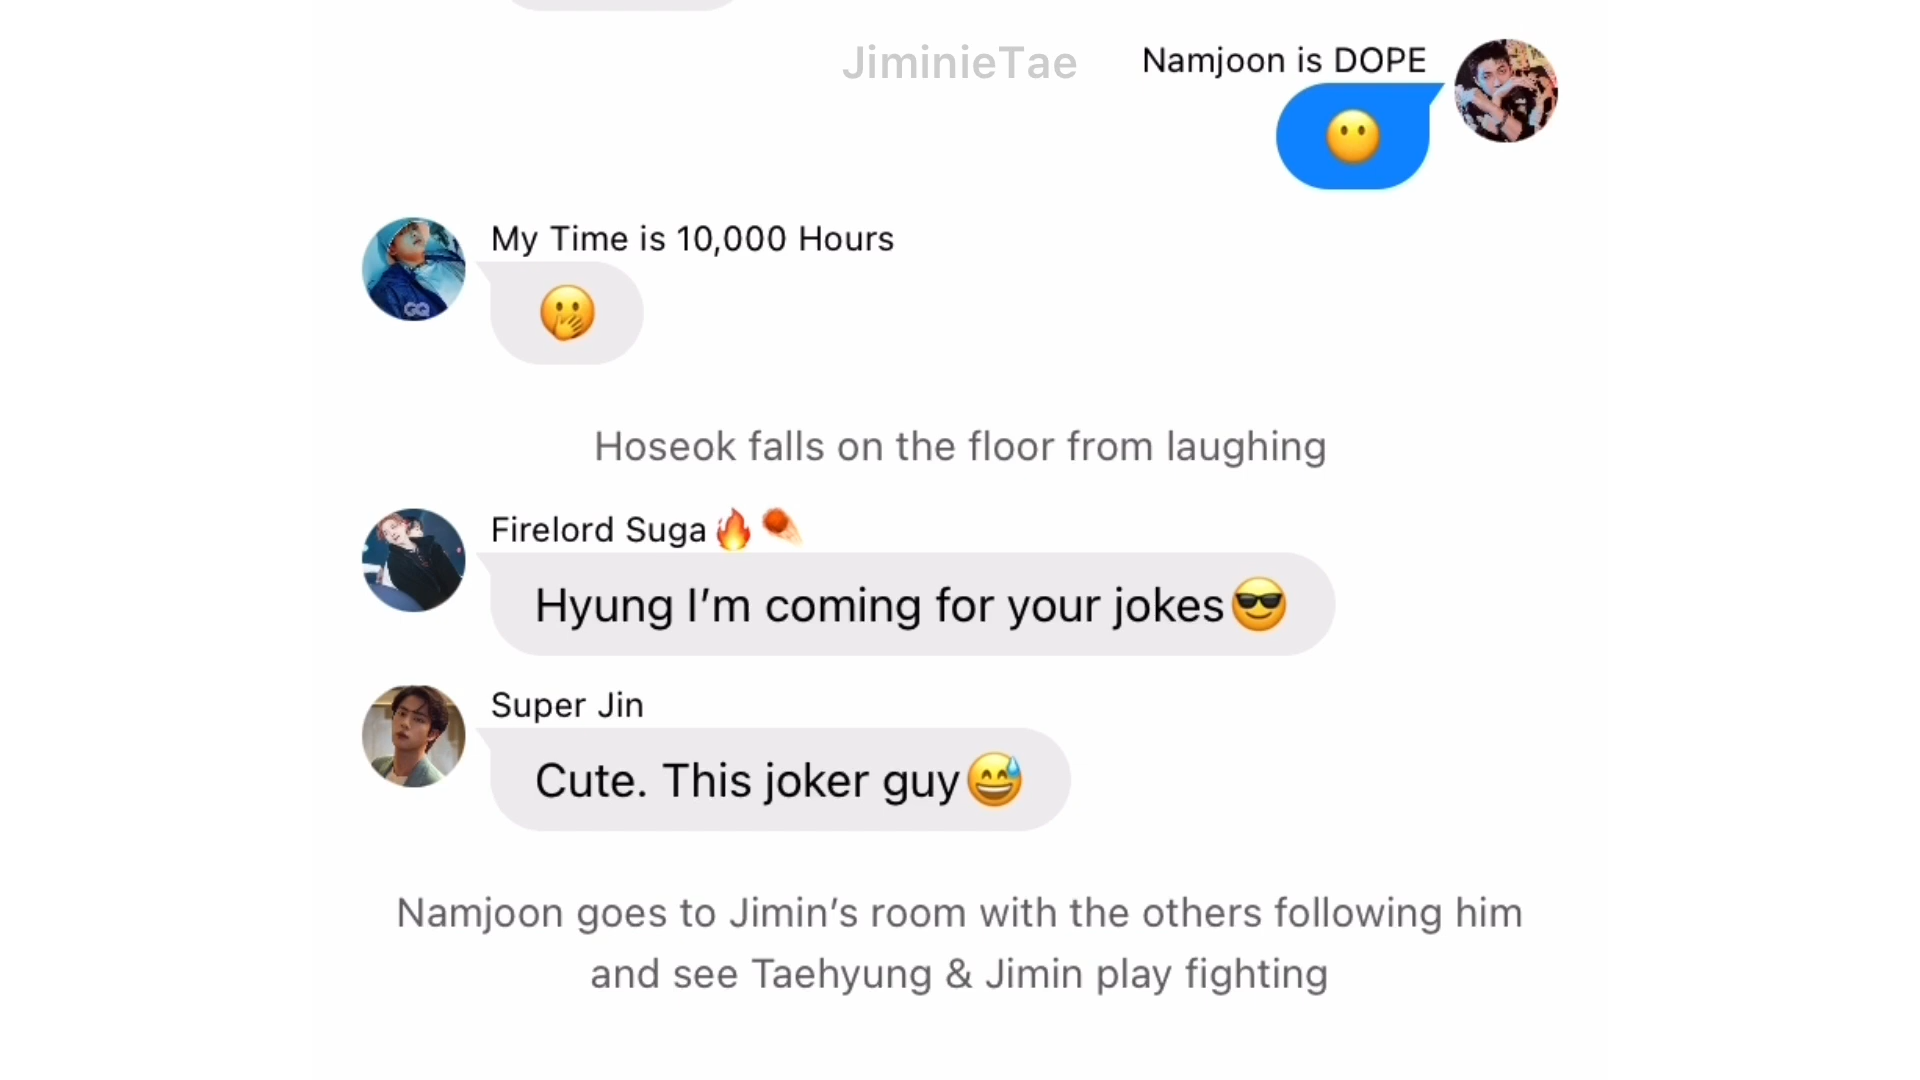 JiminieTae
Namjoon is DOPE
😶
My Time is 10,000 Hours
GQ
🤭
Hoseok falls on the floor from laughing
Firelord Suga🔥☄️
Hyung I’m coming for your jokes😎
Super Jin
Cute. This joker guy😅
Namjoon goes to Jimin’s room with the others following him
and see Taehyung & Jimin play fighting